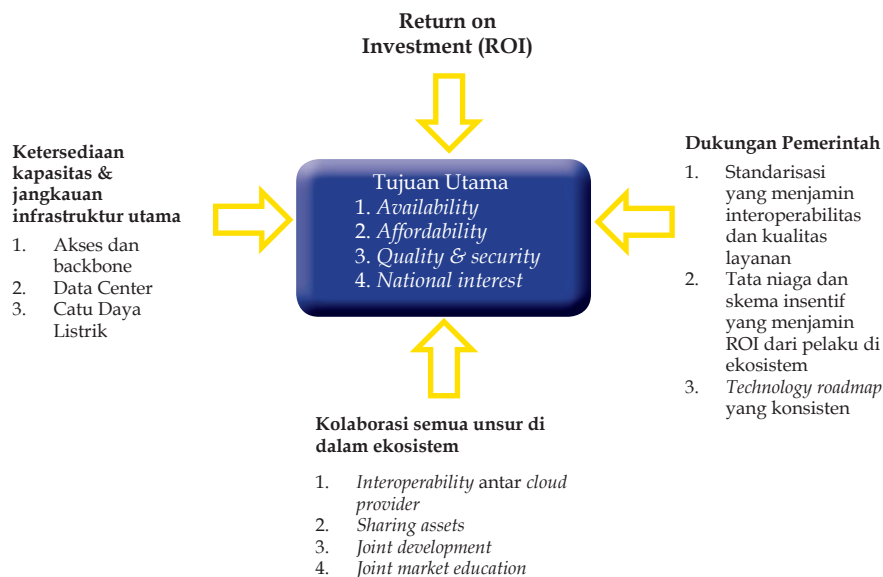 Return on
Investment (ROI)
Ketersediaan
kapasitas &
jangkauan
infrastruktur utama
1. Akses dan
backbone
2. Data Center
3. Catu Daya
Listrik
Tujuan Utama
1. Availability
2. Affordability
3. Quality & security
4. National interest
Dukungan Pemerintah
1. Standarisasi
yang menjamin
interoperabilitas
dan kualitas
layanan
2. Tata niaga dan
skema insentif
yang menjamin
ROI dari pelaku di
ekosistem
3. Technology roadmap
yang konsisten
Kolaborasi semua unsur di
dalam ekosistem
1. Interoperability antar cloud
provider
2. Sharing assets
3. Joint development
4. Joint market education